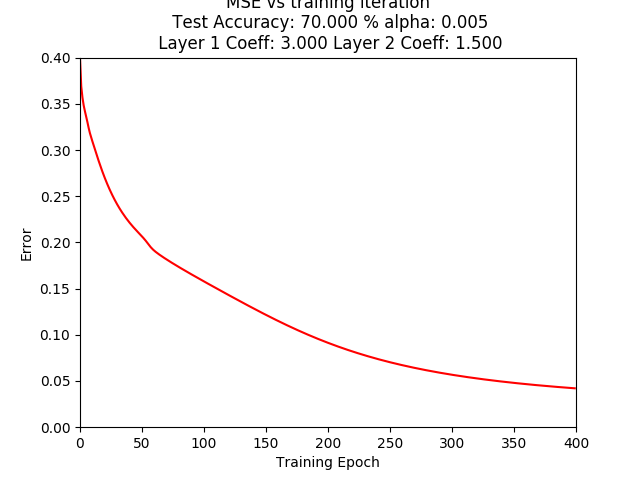 MSE vs training iteration
Test Accuracy: 70.000 % alpha: 0.005
Layer 1 Coeff: 3.000 Layer 2 Coeff: 1.500
0.40
0.35
0.30
0.25
0.20
0.15
0.10
0.05
0.00
Error
0 50 100 150 200 250 300 350 400
Training Epoch